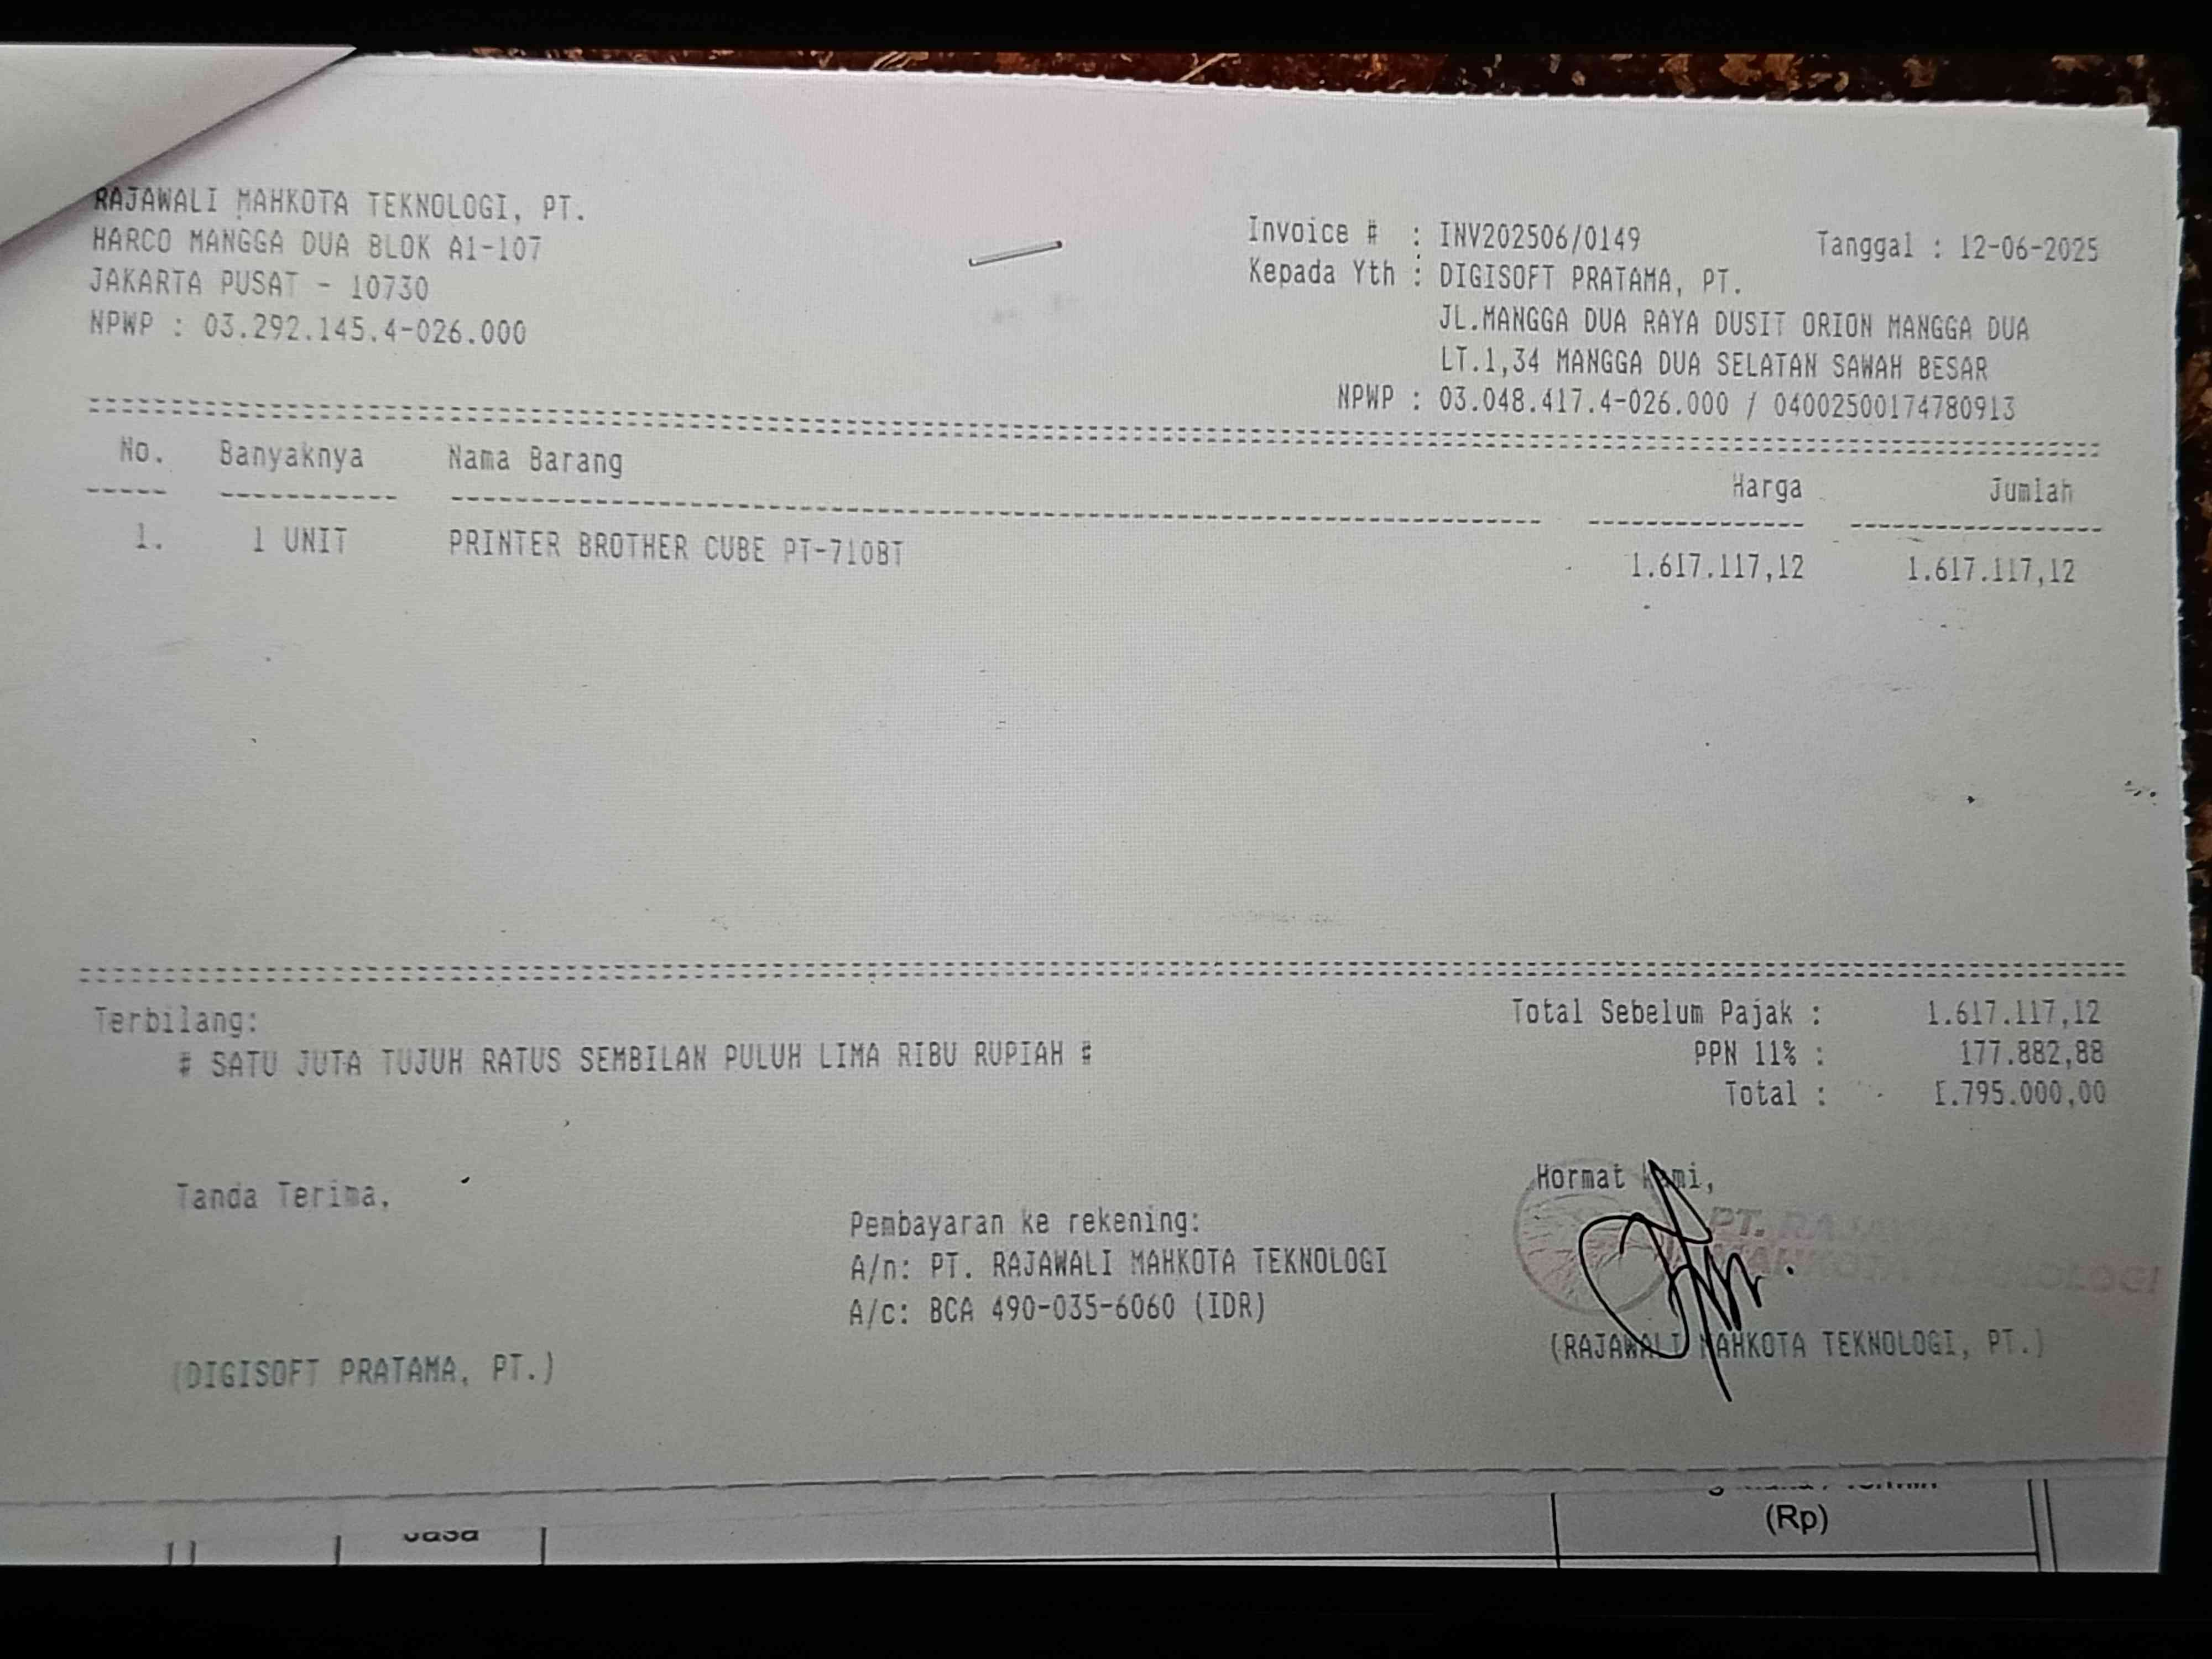 RAJAWALI MAHKOTA TEKNOLOGI, PT.
HARCO MANGGA DUA BLOK A1-107
JAKARTA PUSAT - 10730
NPWP : 03.292.145.4-026.000
Invoice # : INV202506/0149 Tanggal : 12-06-2025
Kepada Yth : DIGISOFT PRATAMA, PT.
JL.MANGGA DUA RAYA DUSIT ORION MANGGA DUA
LT.1,34 MANGGA DUA SELATAN SAWAH BESAR
NPWP : 03.048.417.4-026.000 / 04002500174780913
No. Banyaknya Nama Barang Harga Jumlah
1. 1 UNIT PRINTER BROTHER CUBE PT-710BT 1.617.117,12 1.617.117,12
Terbilang:
# SATU JUTA TUJUH RATUS SEMBILAN PULUH LIMA RIBU RUPIAH #
Total Sebelum Pajak : 1.617.117,12
PPN 11% : 177.882,88
Total : 1.795.000,00
Tanda Terima,
(DIGISOFT PRATAMA, PT.)
Pembayaran ke rekening:
A/n: PT. RAJAWALI MAHKOTA TEKNOLOGI
A/c: BCA 490-035-6060 (IDR)
Hormat Kami,
PT. RAJAWALI
MAHKOTA TEKNOLOGI
(RAJAWALI MAHKOTA TEKNOLOGI, PT.)
Jasa
(Rp)